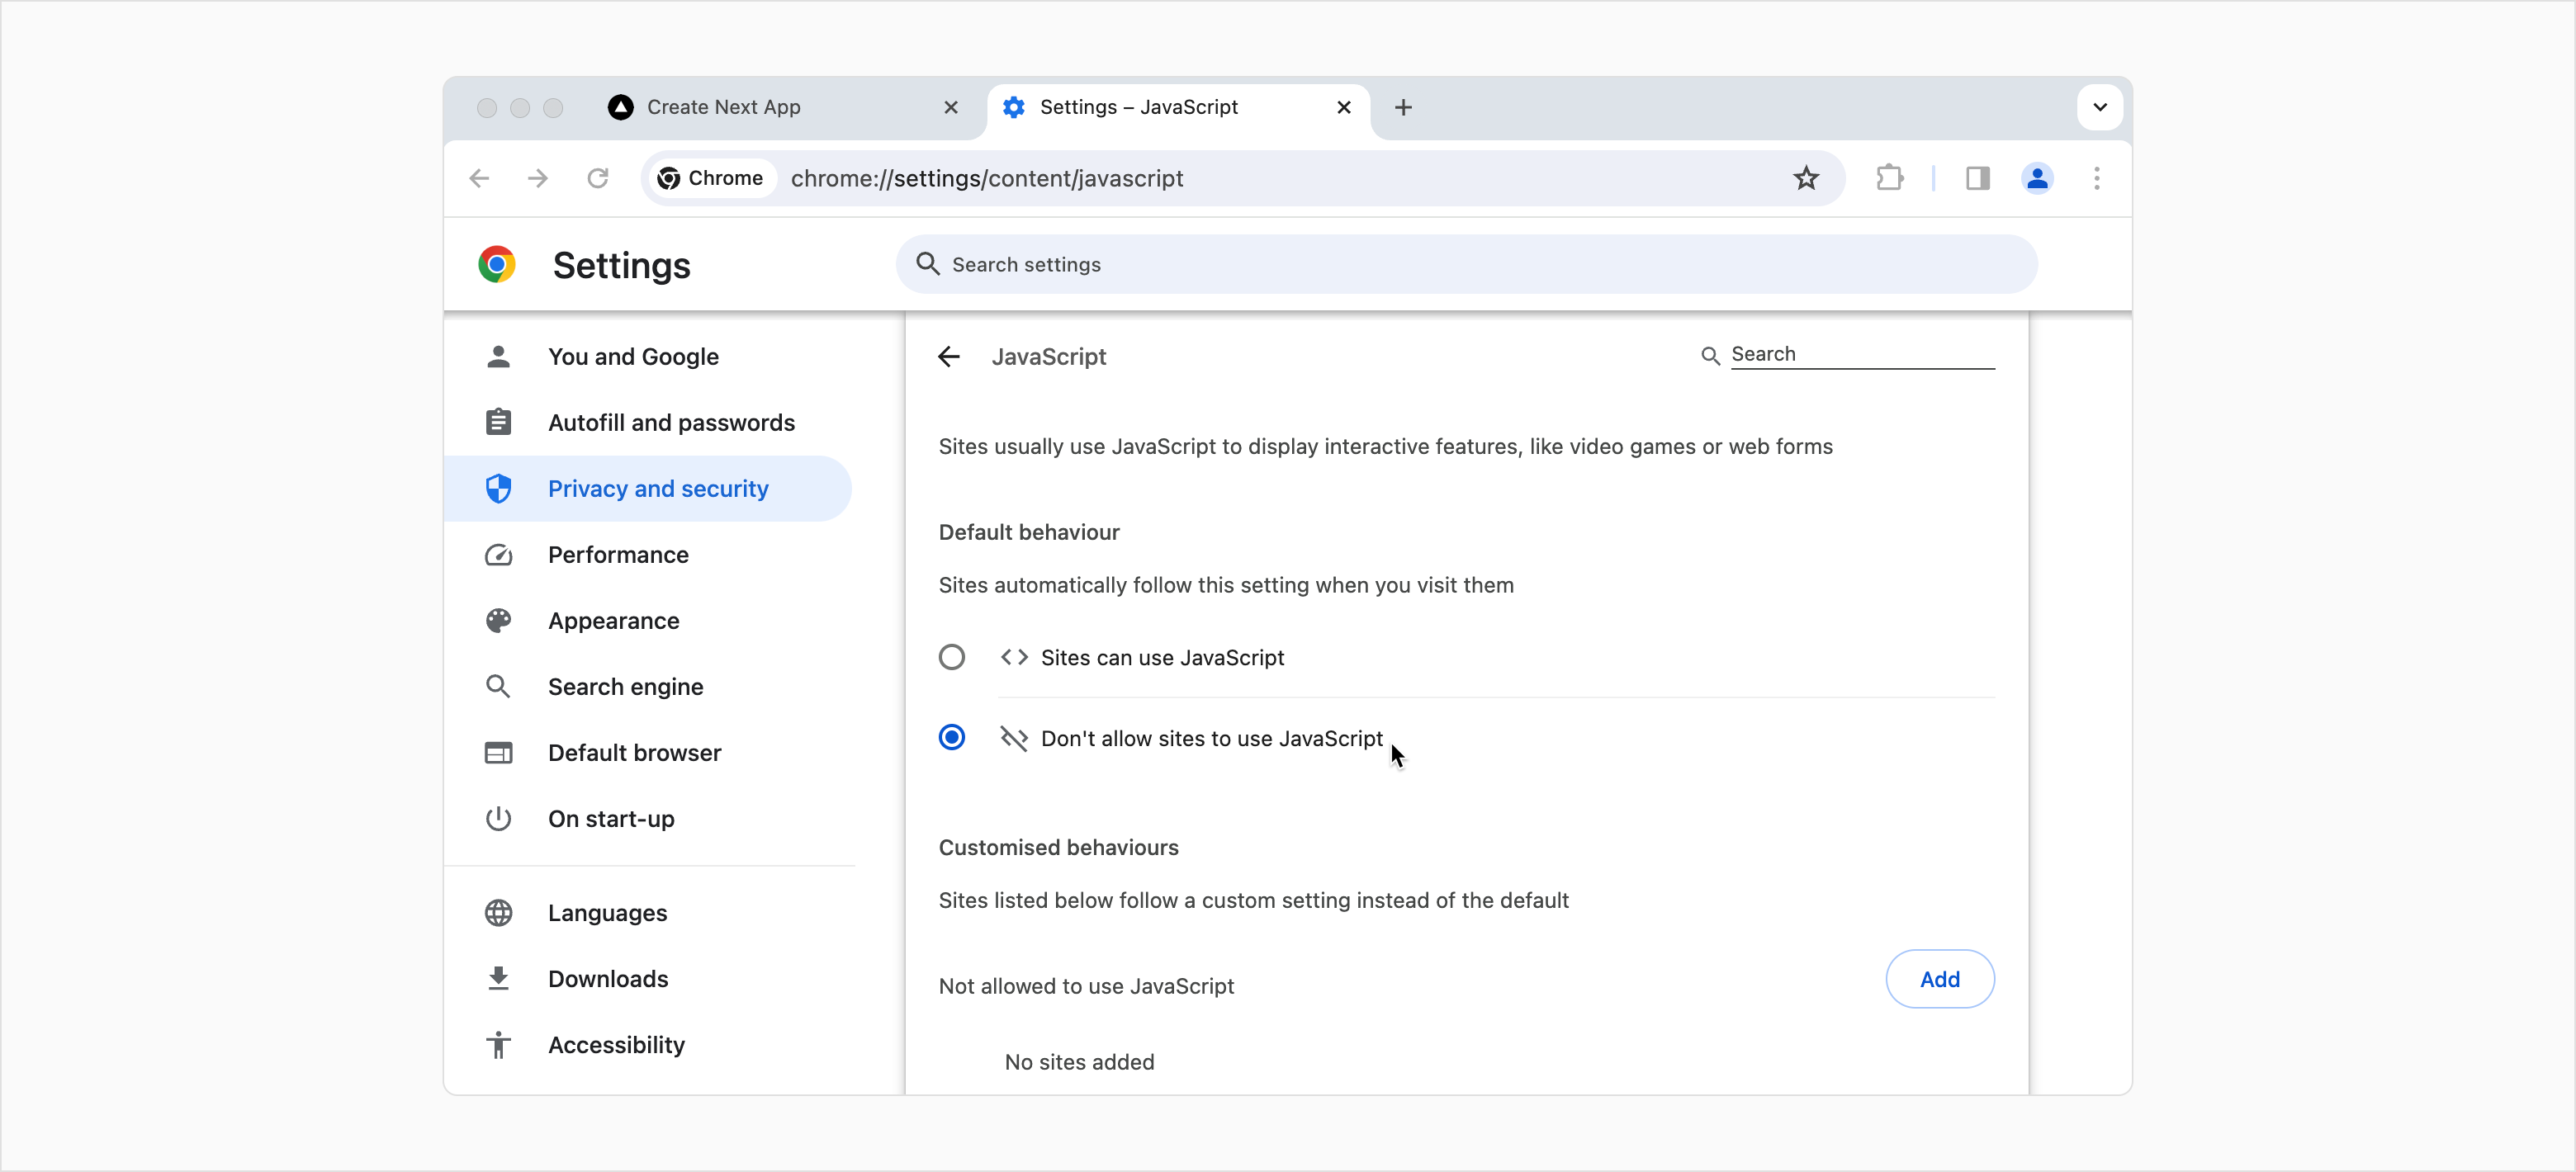 Create Next App
Settings – JavaScript
Chrome
chrome://settings/content/javascript
Settings
Search settings
You and Google
Autofill and passwords
Privacy and security
Performance
Appearance
Search engine
Default browser
On start-up
Languages
Downloads
Accessibility
JavaScript
Search
Sites usually use JavaScript to display interactive features, like video games or web forms
Default behaviour
Sites automatically follow this setting when you visit them
Sites can use JavaScript
Don't allow sites to use JavaScript
Customised behaviours
Sites listed below follow a custom setting instead of the default
Not allowed to use JavaScript
Add
No sites added